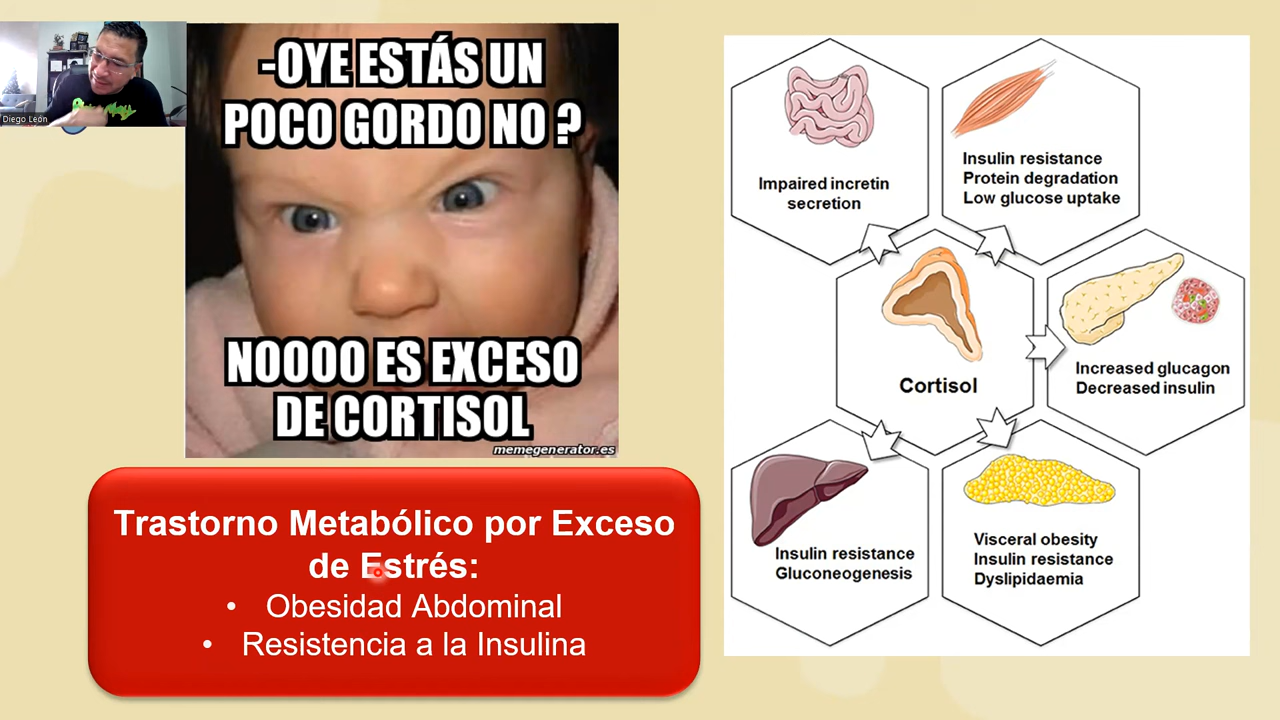 Diego León
-OYE ESTÁS UN
POCO GORDO NO ?
NOOOO ES EXCESO
DE CORTISOL
memegenerator.es
Trastorno Metabólico por Exceso
de Estrés:
• Obesidad Abdominal
• Resistencia a la Insulina
Impaired incretin
secretion
Insulin resistance
Protein degradation
Low glucose uptake
Cortisol
Increased glucagon
Decreased insulin
Insulin resistance
Gluconeogenesis
Visceral obesity
Insulin resistance
Dyslipidaemia